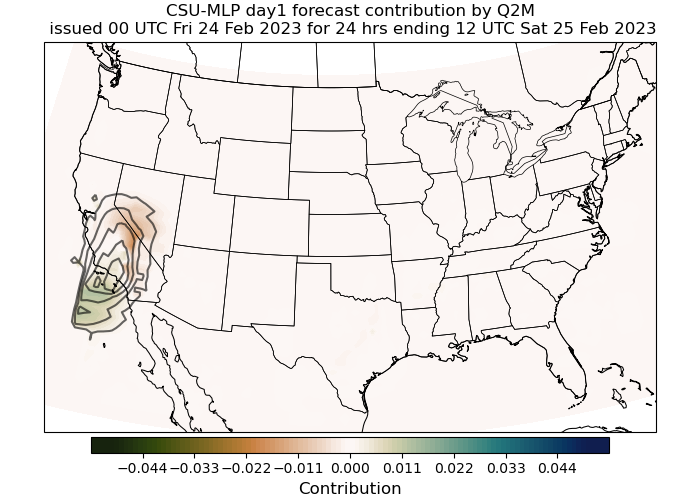 CSU-MLP day1 forecast contribution by Q2M
issued 00 UTC Fri 24 Feb 2023 for 24 hrs ending 12 UTC Sat 25 Feb 2023
−0.044 −0.033 −0.022 −0.011 0.000 0.011 0.022 0.033 0.044
Contribution